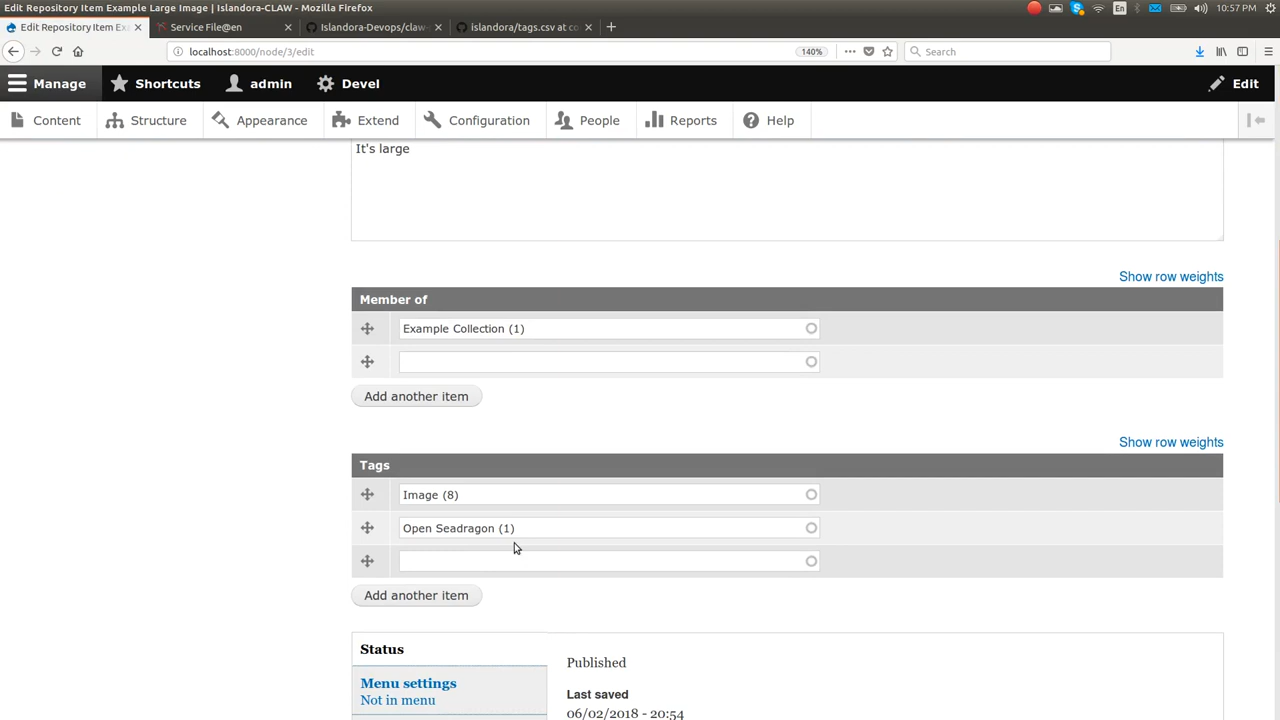 Edit Repository Item Example Large Image | Islandora-CLAW - Mozilla Firefox
En
10:57 PM
Edit Repository Item Exa
Service File@en
Islandora-Devops/claw-
islandora/tags.csv at co
localhost:8000/node/3/edit
140%
Search
Manage
Shortcuts
admin
Devel
Edit
Content
Structure
Appearance
Extend
Configuration
People
Reports
Help
It's large
Show row weights
Member of
Example Collection (1)
Add another item
Show row weights
Tags
Image (8)
Open Seadragon (1)
Add another item
Status
Published
Menu settings
Not in menu
Last saved
06/02/2018 - 20:54